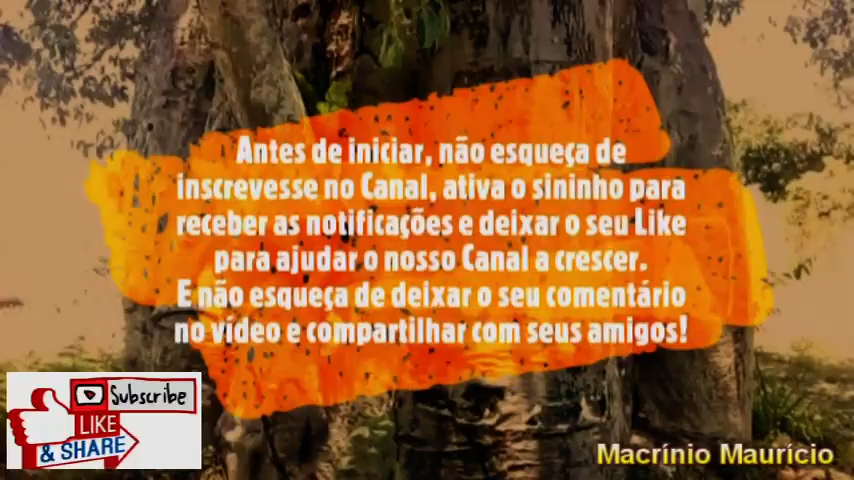 Antes de iniciar, não esqueça de
inscrevesse no Canal, ativa o sininho para
receber as notificações e deixar o seu Like
para ajudar o nosso Canal a crescer.
E não esqueça de deixar o seu comentário
no vídeo e compartilhar com seus amigos!
Subscribe
LIKE
& SHARE
Macrínio Maurício